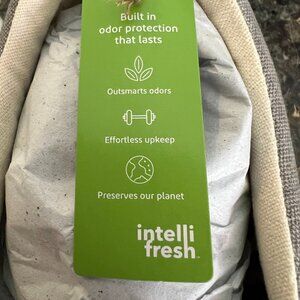 Built in
odor protection
that lasts
Outsmarts odors
Effortless upkeep
Preserves our planet
intelli
fresh